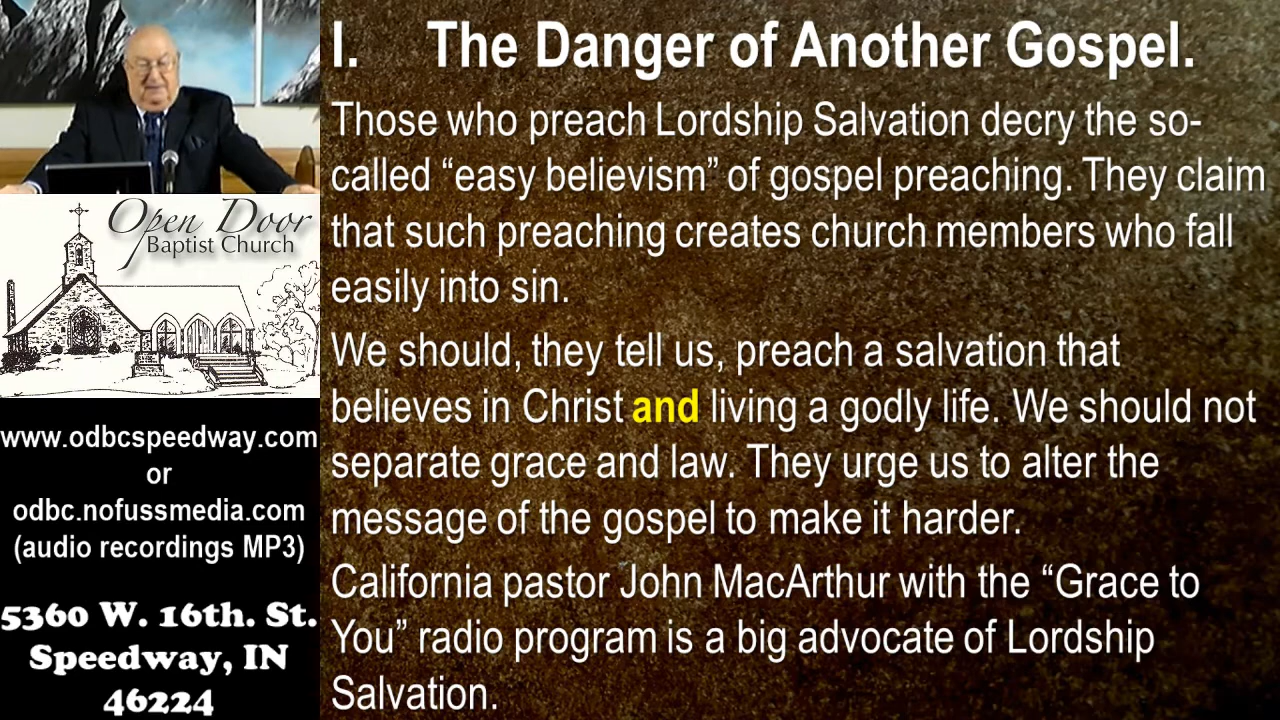 Open Door
Baptist Church
www.odbcspeedway.com
or
odbc.nofussmedia.com
(audio recordings MP3)
5360 W. 16th. St.
Speedway, IN
46224
I. The Danger of Another Gospel.
Those who preach Lordship Salvation decry the so-
called “easy believism” of gospel preaching. They claim
that such preaching creates church members who fall
easily into sin.
We should, they tell us, preach a salvation that
believes in Christ and living a godly life. We should not
separate grace and law. They urge us to alter the
message of the gospel to make it harder.
California pastor John MacArthur with the “Grace to
You” radio program is a big advocate of Lordship
Salvation.